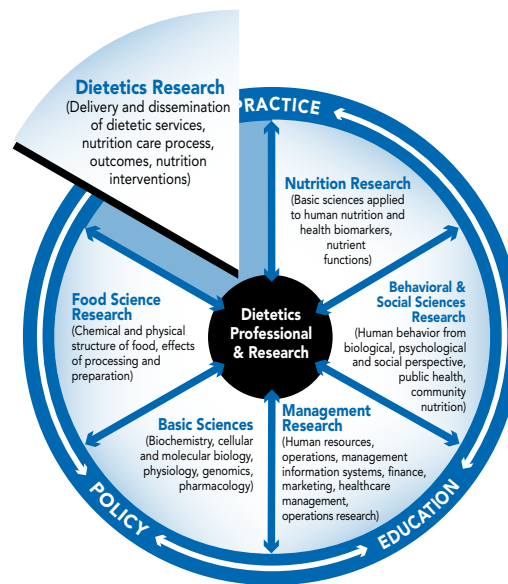 Dietetics Research
(Delivery and dissemination
of dietetic services,
nutrition care process,
outcomes, nutrition
interventions)
PRACTICE
Nutrition Research
(Basic sciences applied
to human nutrition and
health biomarkers,
nutrient
functions)
Behavioral &
Social Sciences
Research
(Human behavior from
biological, psychological
and social perspective,
public health,
community
nutrition)
Food Science
Research
(Chemical and physical
structure of food, effects
of processing and
preparation)
Dietetics
Professional
& Research
Basic Sciences
(Biochemistry, cellular
and molecular biology,
physiology, genomics,
pharmacology)
Management
Research
(Human resources,
operations, management
information systems, finance,
marketing, healthcare
management,
operations research)
POLICY
EDUCATION